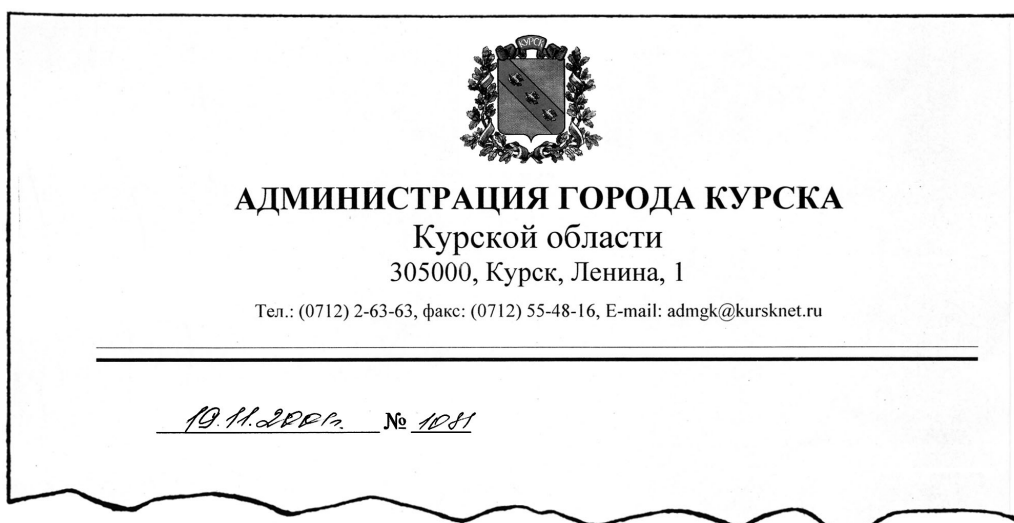 КУРСК
АДМИНИСТРАЦИЯ ГОРОДА КУРСКА
Курской области
305000, Курск, Ленина, 1
Тел.: (0712) 2-63-63, факс: (0712) 55-48-16, E-mail: admgk@kursknet.ru
№ 1081